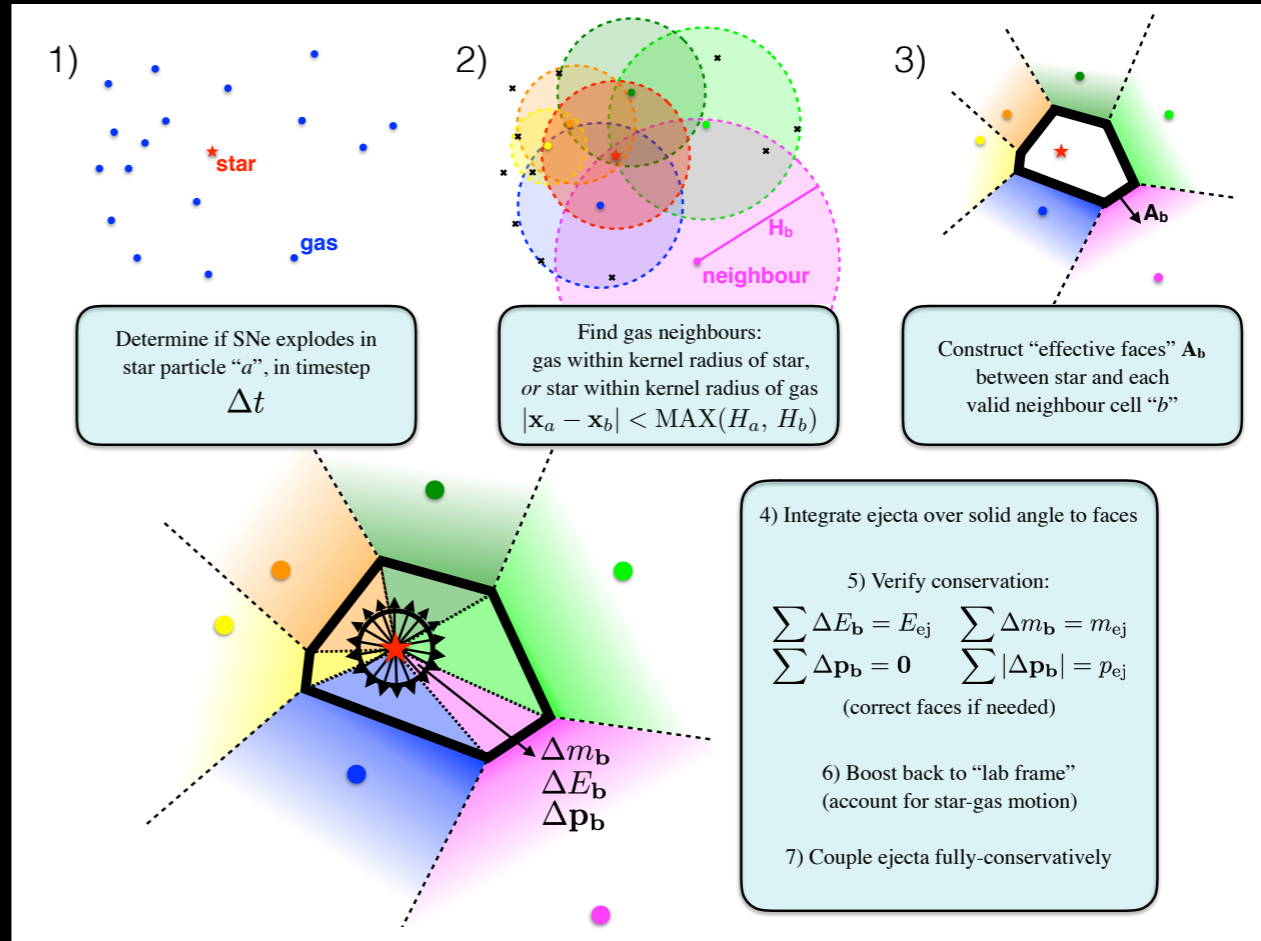 1)
star
gas
Determine if SNe explodes in
star particle “a”, in timestep
Δt
2)
H_b
neighbour
Find gas neighbours:
gas within kernel radius of star,
or star within kernel radius of gas
|x_a − x_b| < MAX(H_a, H_b)
3)
A_b
Construct “effective faces” A_b
between star and each
valid neighbour cell “b”
Δm_b
ΔE_b
Δp_b
4) Integrate ejecta over solid angle to faces
5) Verify conservation:
∑ ΔE_b = E_ej ∑ Δm_b = m_ej
∑ Δp_b = 0 ∑ |Δp_b| = p_ej
(correct faces if needed)
6) Boost back to “lab frame”
(account for star-gas motion)
7) Couple ejecta fully-conservatively